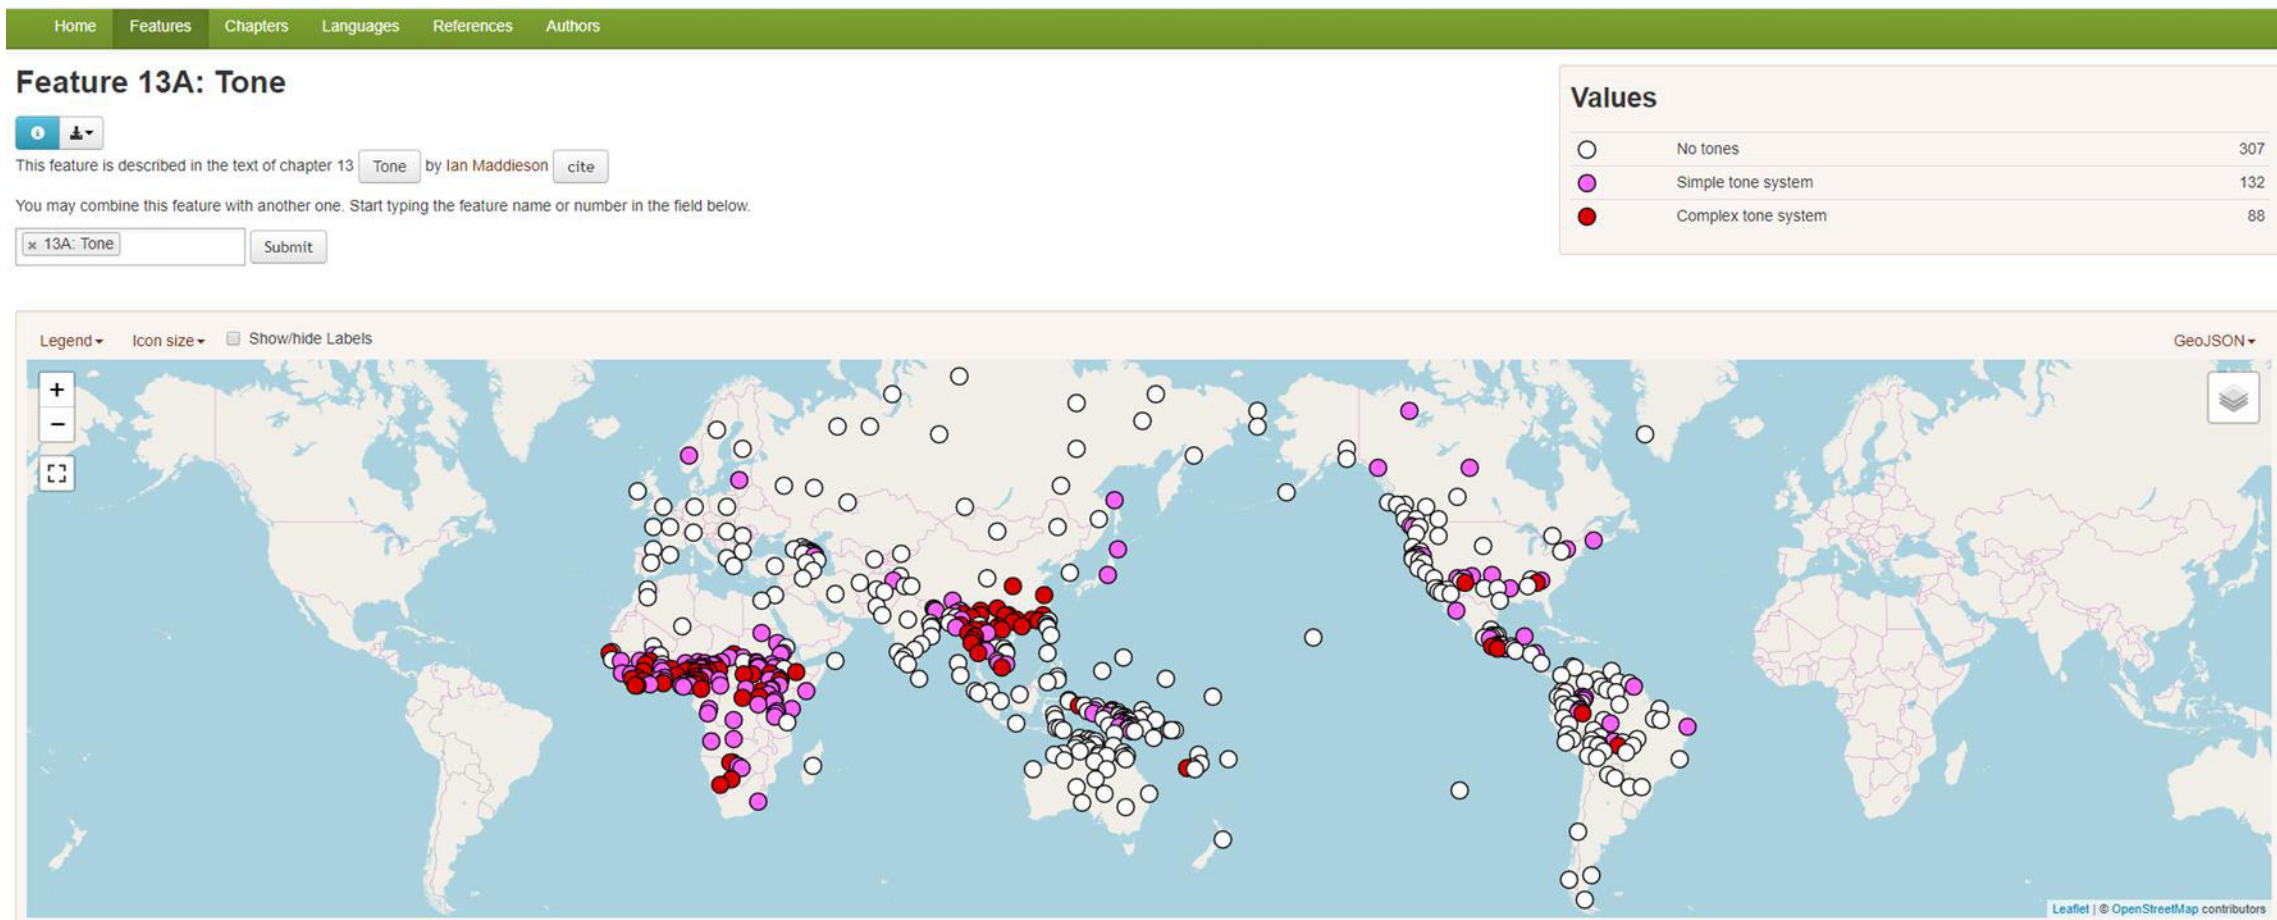 Home Features Chapters Languages References Authors
Feature 13A: Tone
This feature is described in the text of chapter 13 Tone by Ian Maddieson cite
You may combine this feature with another one. Start typing the feature name or number in the field below.
× 13A: Tone Submit
Values
No tones 307
Simple tone system 132
Complex tone system 88
Legend Icon size Show/hide Labels GeoJSON
+
−
Leaflet | © OpenStreetMap contributors